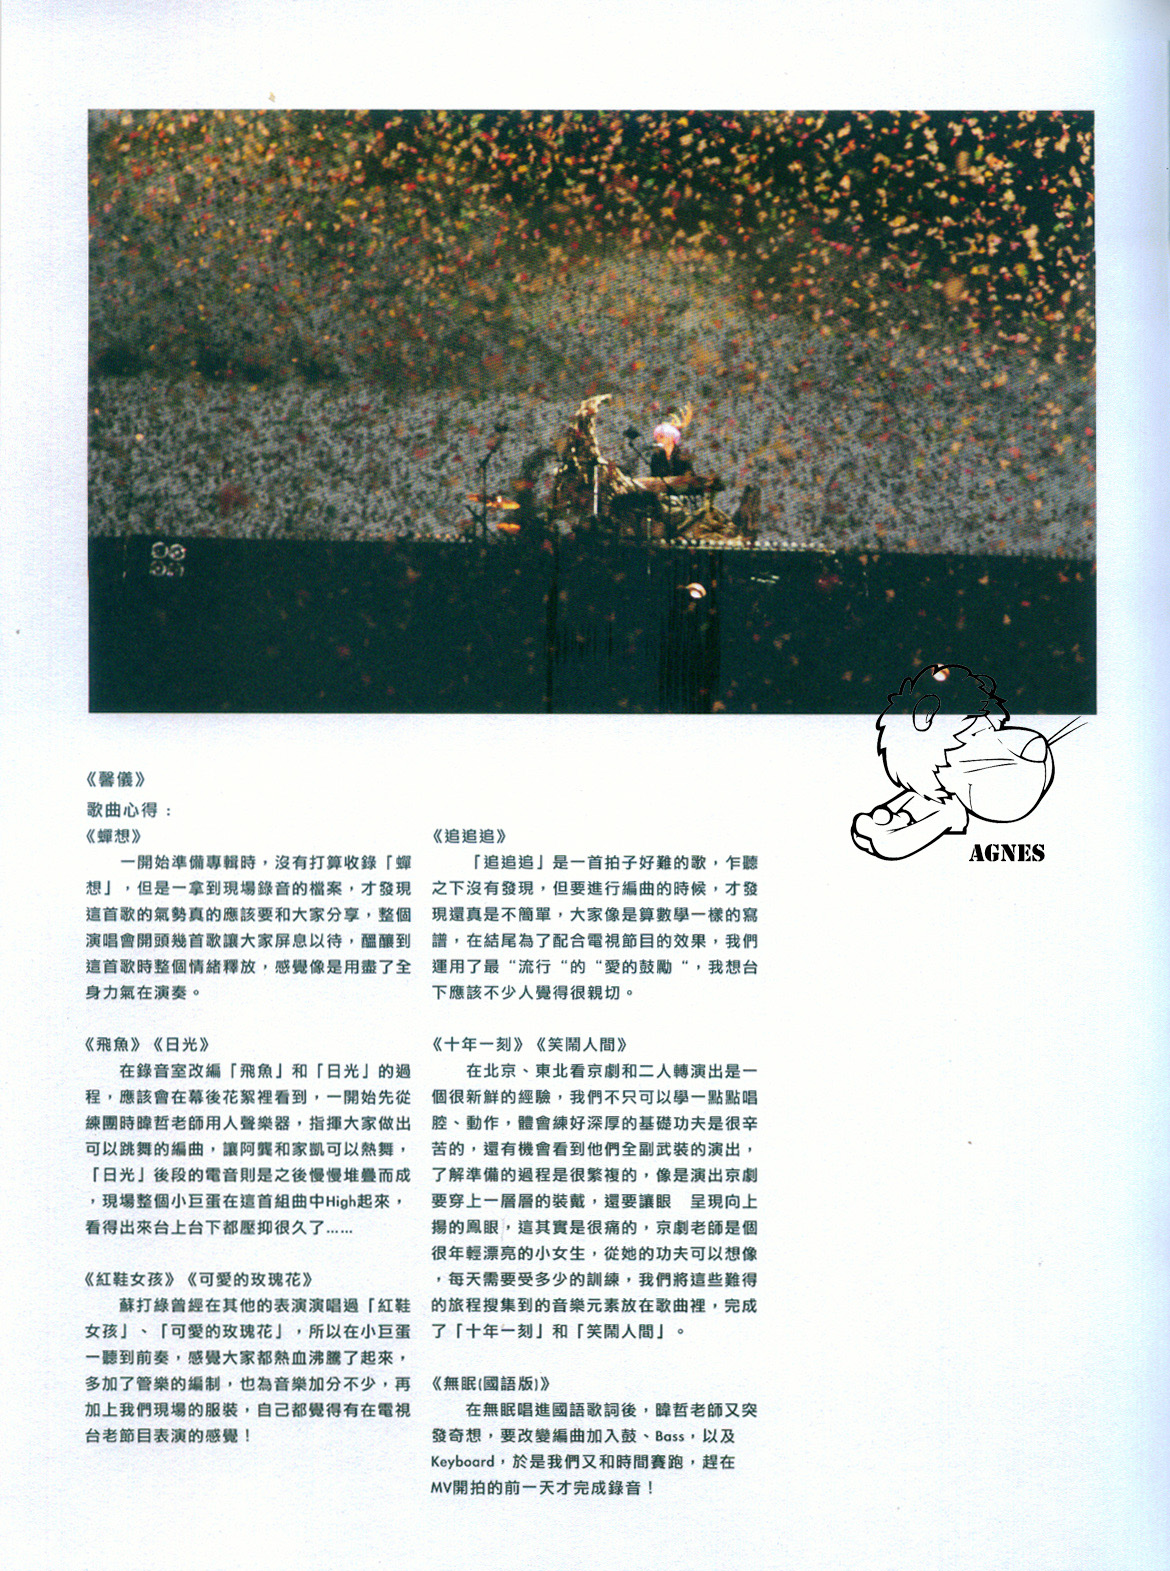 《馨儀》
歌曲心得：
《蟬想》
一開始準備專輯時，沒有打算收錄「蟬
想」，但是一拿到現場錄音的檔案，才發現
這首歌的氣勢真的應該要和大家分享，整個
演唱會開頭幾首歌讓大家屏息以待，醞釀到
這首歌時整個情緒釋放，感覺像是用盡了全
身力氣在演奏。
《飛魚》《日光》
在錄音室改編「飛魚」和「日光」的過
程，應該會在幕後花絮裡看到，一開始先從
練團時暐哲老師用人聲樂器，指揮大家做出
可以跳舞的編曲，讓阿龔和家凱可以熱舞，
「日光」後段的電音則是之後慢慢堆疊而成
，現場整個小巨蛋在這首組曲中High起來，
看得出來台上台下都壓抑很久了......
《紅鞋女孩》《可愛的玫瑰花》
蘇打綠曾經在其他的表演演唱過「紅鞋
女孩」、「可愛的玫瑰花」，所以在小巨蛋
一聽到前奏，感覺大家都熱血沸騰了起來，
多加了管樂的編制，也為音樂加分不少，再
加上我們現場的服裝，自己都覺得有在電視
台老節目表演的感覺！
《追追追》
「追追追」是一首拍子好難的歌，乍聽
之下沒有發現，但要進行編曲的時候，才發
現還真是不簡單，大家像是算數學一樣的寫
譜，在結尾為了配合電視節目的效果，我們
運用了最“流行“的“愛的鼓勵“，我想台
下應該不少人覺得很親切。
《十年一刻》《笑鬧人間》
在北京、東北看京劇和二人轉演出是一
個很新鮮的經驗，我們不只可以學一點點唱
腔、動作，體會練好深厚的基礎功夫是很辛
苦的，還有機會看到他們全副武裝的演出，
了解準備的過程是很繁複的，像是演出京劇
要穿上一層層的裝戴，還要讓眼　呈現向上
揚的鳳眼，這其實是很痛的，京劇老師是個
很年輕漂亮的小女生，從她的功夫可以想像
，每天需要受多少的訓練，我們將這些難得
的旅程搜集到的音樂元素放在歌曲裡，完成
了「十年一刻」和「笑鬧人間」。
《無眠(國語版)》
在無眠唱進國語歌詞後，暐哲老師又突
發奇想，要改變編曲加入鼓、Bass，以及
Keyboard，於是我們又和時間賽跑，趕在
MV開拍的前一天才完成錄音！
AGNES